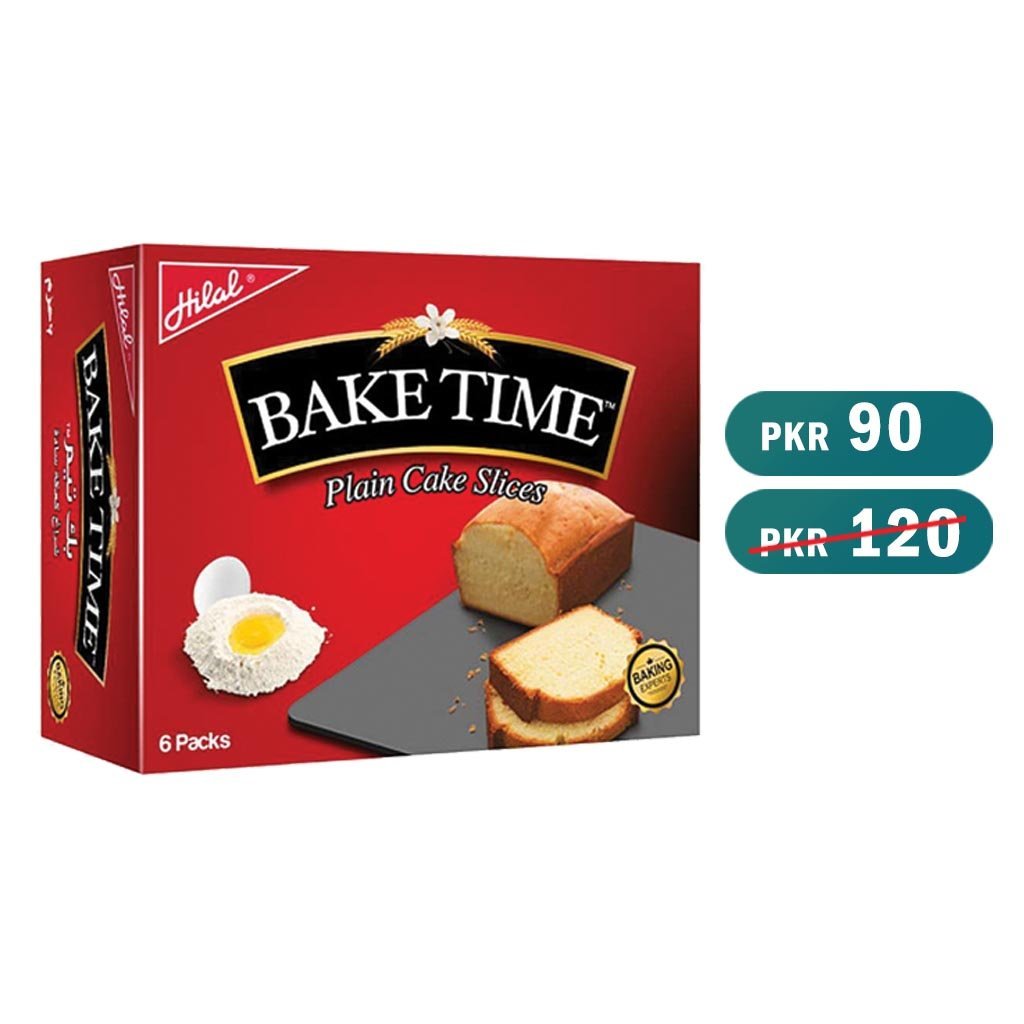 Hilal
BAKE TIME™
Plain Cake Slices
BAKING
EXPERTS
6 Packs
Hilal
BAKE TIME
PKR 90
PKR 120